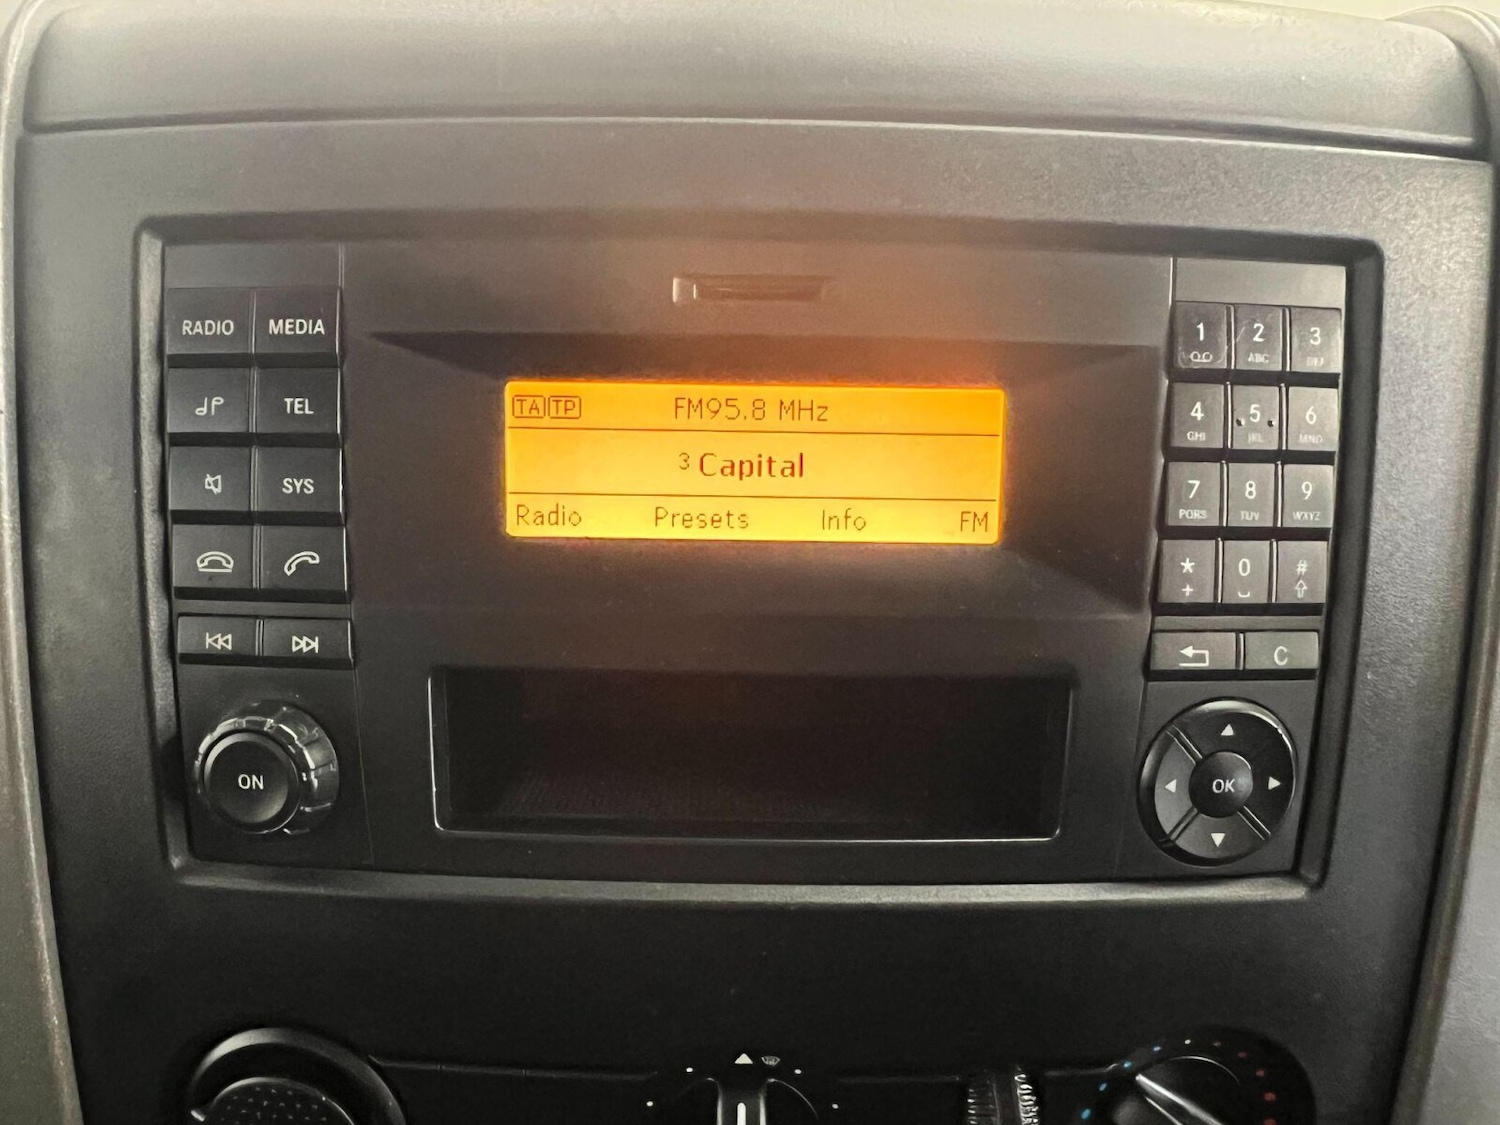 RADIO MEDIA
TEL
SYS
ON
TA TP FM95.8 MHz
3 Capital
Radio Presets Info FM
1 2 ABC 3 DEF
4 GHI 5 JKL 6 MNO
7 PQRS 8 TUV 9 WXYZ
* + 0 #
C
OK